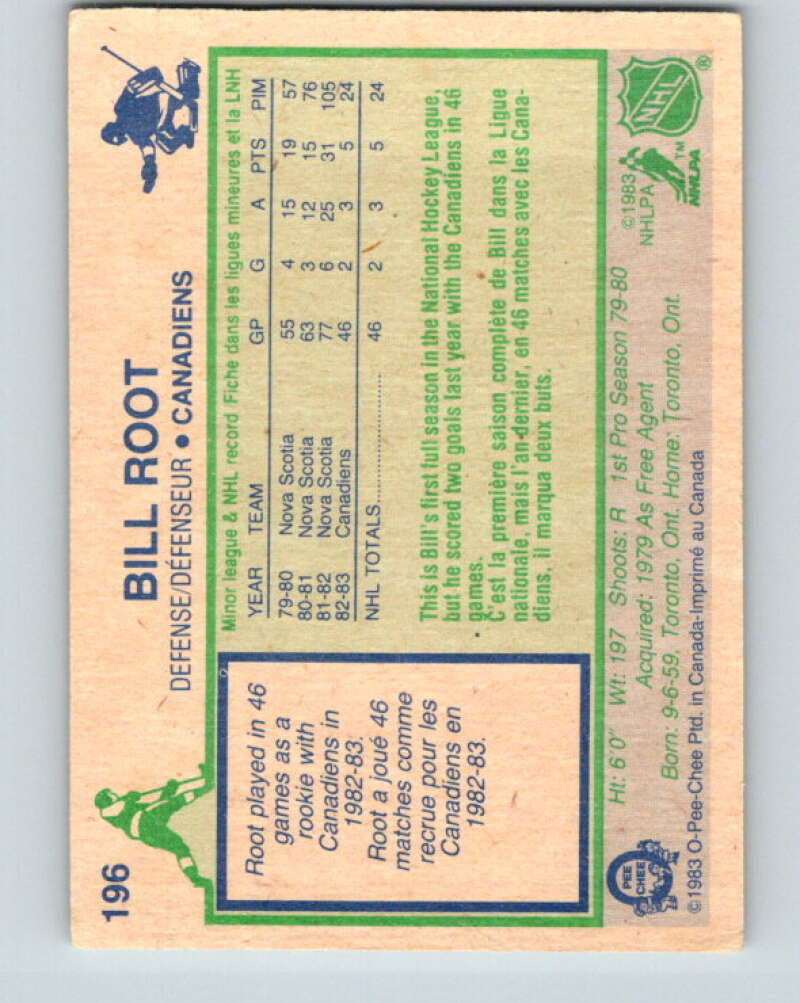 196
BILL ROOT
DEFENSE/DÉFENSEUR • CANADIENS
Root played in 46
games as a
rookie with
Canadiens in
1982-83.
Root a joué 46
matches comme
recrue pour les
Canadiens en
1982-83.
Minor league & NHL record Fiche dans les ligues mineures et la LNH
YEAR TEAM GP G A PTS PIM
79-80 Nova Scotia 55 4 15 19 57
80-81 Nova Scotia 63 3 12 15 76
81-82 Nova Scotia 77 6 25 31 105
82-83 Canadiens 46 2 3 5 24
NHL TOTALS 46 2 3 5 24
This is Bill's first full season in the National Hockey League,
but he scored two goals last year with the Canadiens in 46
games.
C'est la première saison complète de Bill dans la Ligue
nationale, mais l'an dernier, en 46 matches avec les Cana-
diens, il marqua deux buts.
Ht: 6'0" Wt: 197 Shoots: R 1st Pro Season 79-80
Acquired: 1979 As Free Agent
Born: 9-6-59, Toronto, Ont. Home: Toronto, Ont.
©1983
NHLPA
NHLPA
TM
NHL
®
O
PEE
CHEE
©1983 O-Pee-Chee Ptd. in Canada-Imprimé au Canada